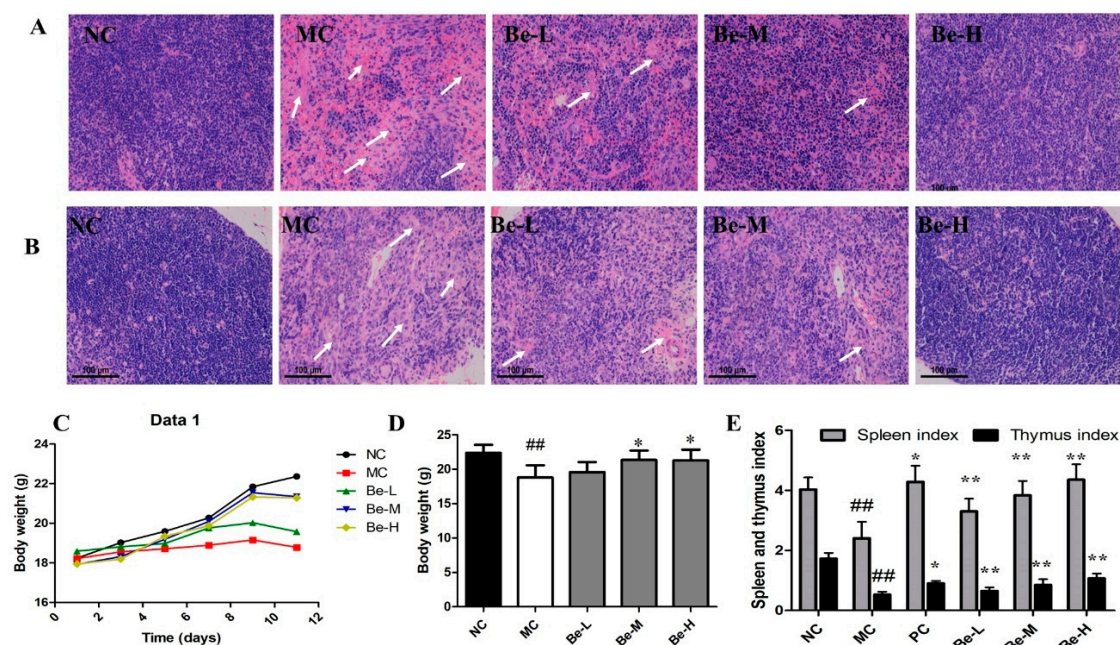 A
NC
MC
Be-L
Be-M
Be-H
100 μm
B
NC
MC
Be-L
Be-M
Be-H
100 μm
100 μm
100 μm
100 μm
100 μm
C
Data 1
Body weight (g)
24
22
20
18
16
0 2 4 6 8 10 12
Time (days)
NC
MC
Be-L
Be-M
Be-H
D
Body weight (g)
25
20
15
10
5
0
##
*
*
NC
MC
Be-L
Be-M
Be-H
E
Spleen index
Thymus index
Spleen and thymus index
6
4
2
0
##
*
**
**
**
##
*
**
**
**
NC
MC
PC
Be-L
Be-M
Be-H